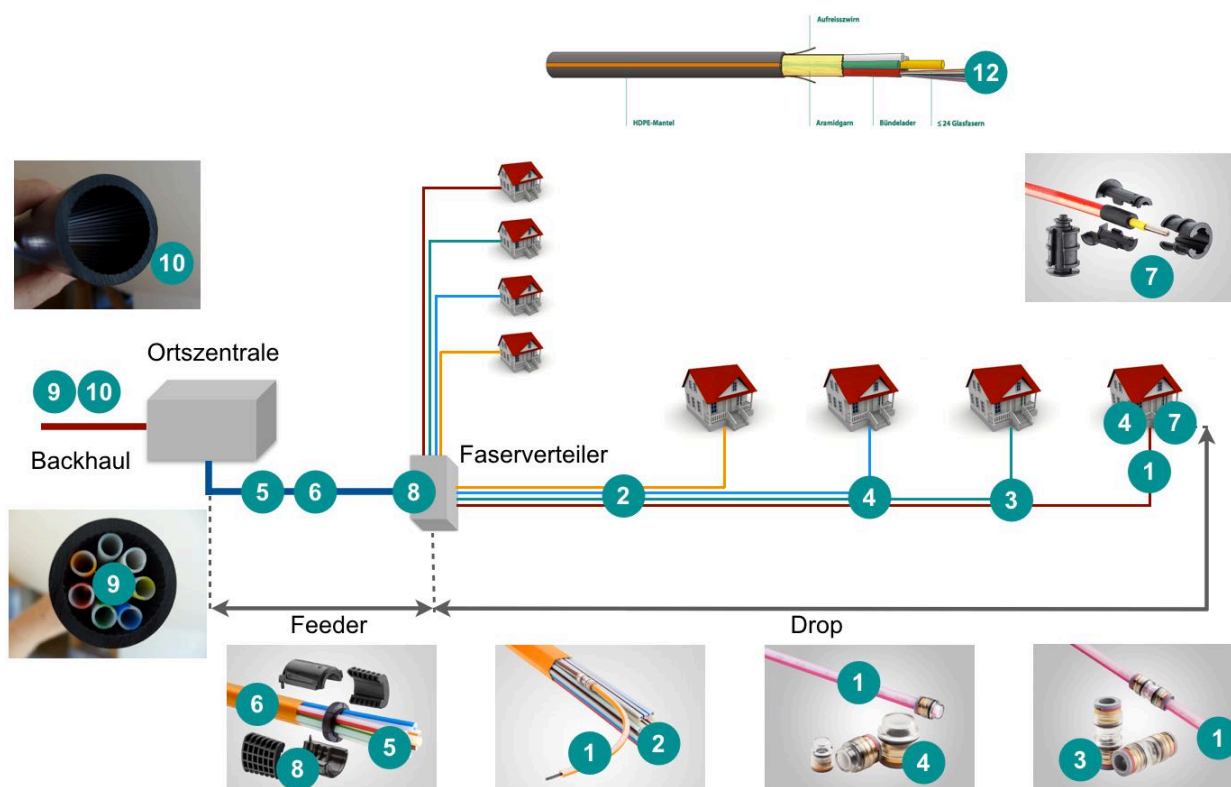 Aufreisszwirn
12
HDPE-Mantel
Aramidgarn
Bündelader
≤ 24 Glasfasern
10
7
Ortszentrale
9
10
Backhaul
5
6
8
Faserverteiler
2
4
3
4
7
1
9
Feeder
Drop
6
5
8
1
2
1
4
3
1